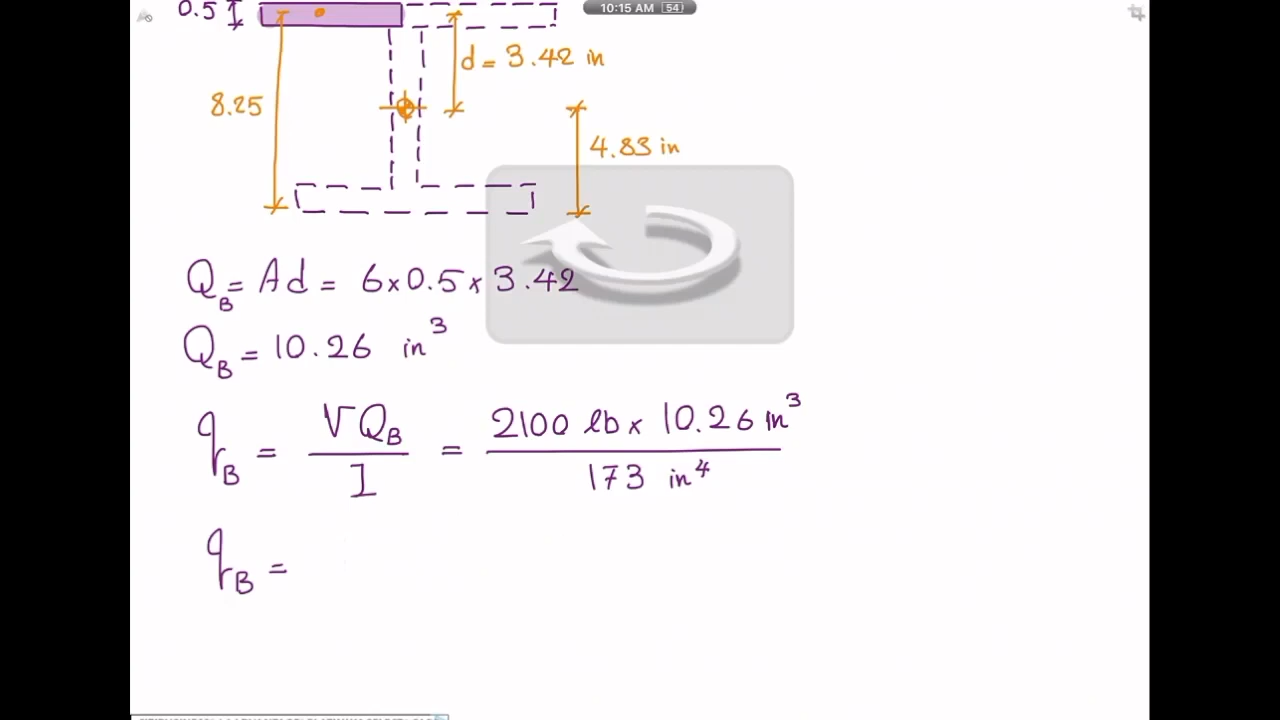 10:15 AM 54
0.5
d = 3.42 in
8.25
4.83 in
Q_B = Ad = 6×0.5×3.42
Q_B = 10.26 in³
q_B = VQ_B / I = 2100 lb × 10.26 in³ / 173 in⁴
q_B =